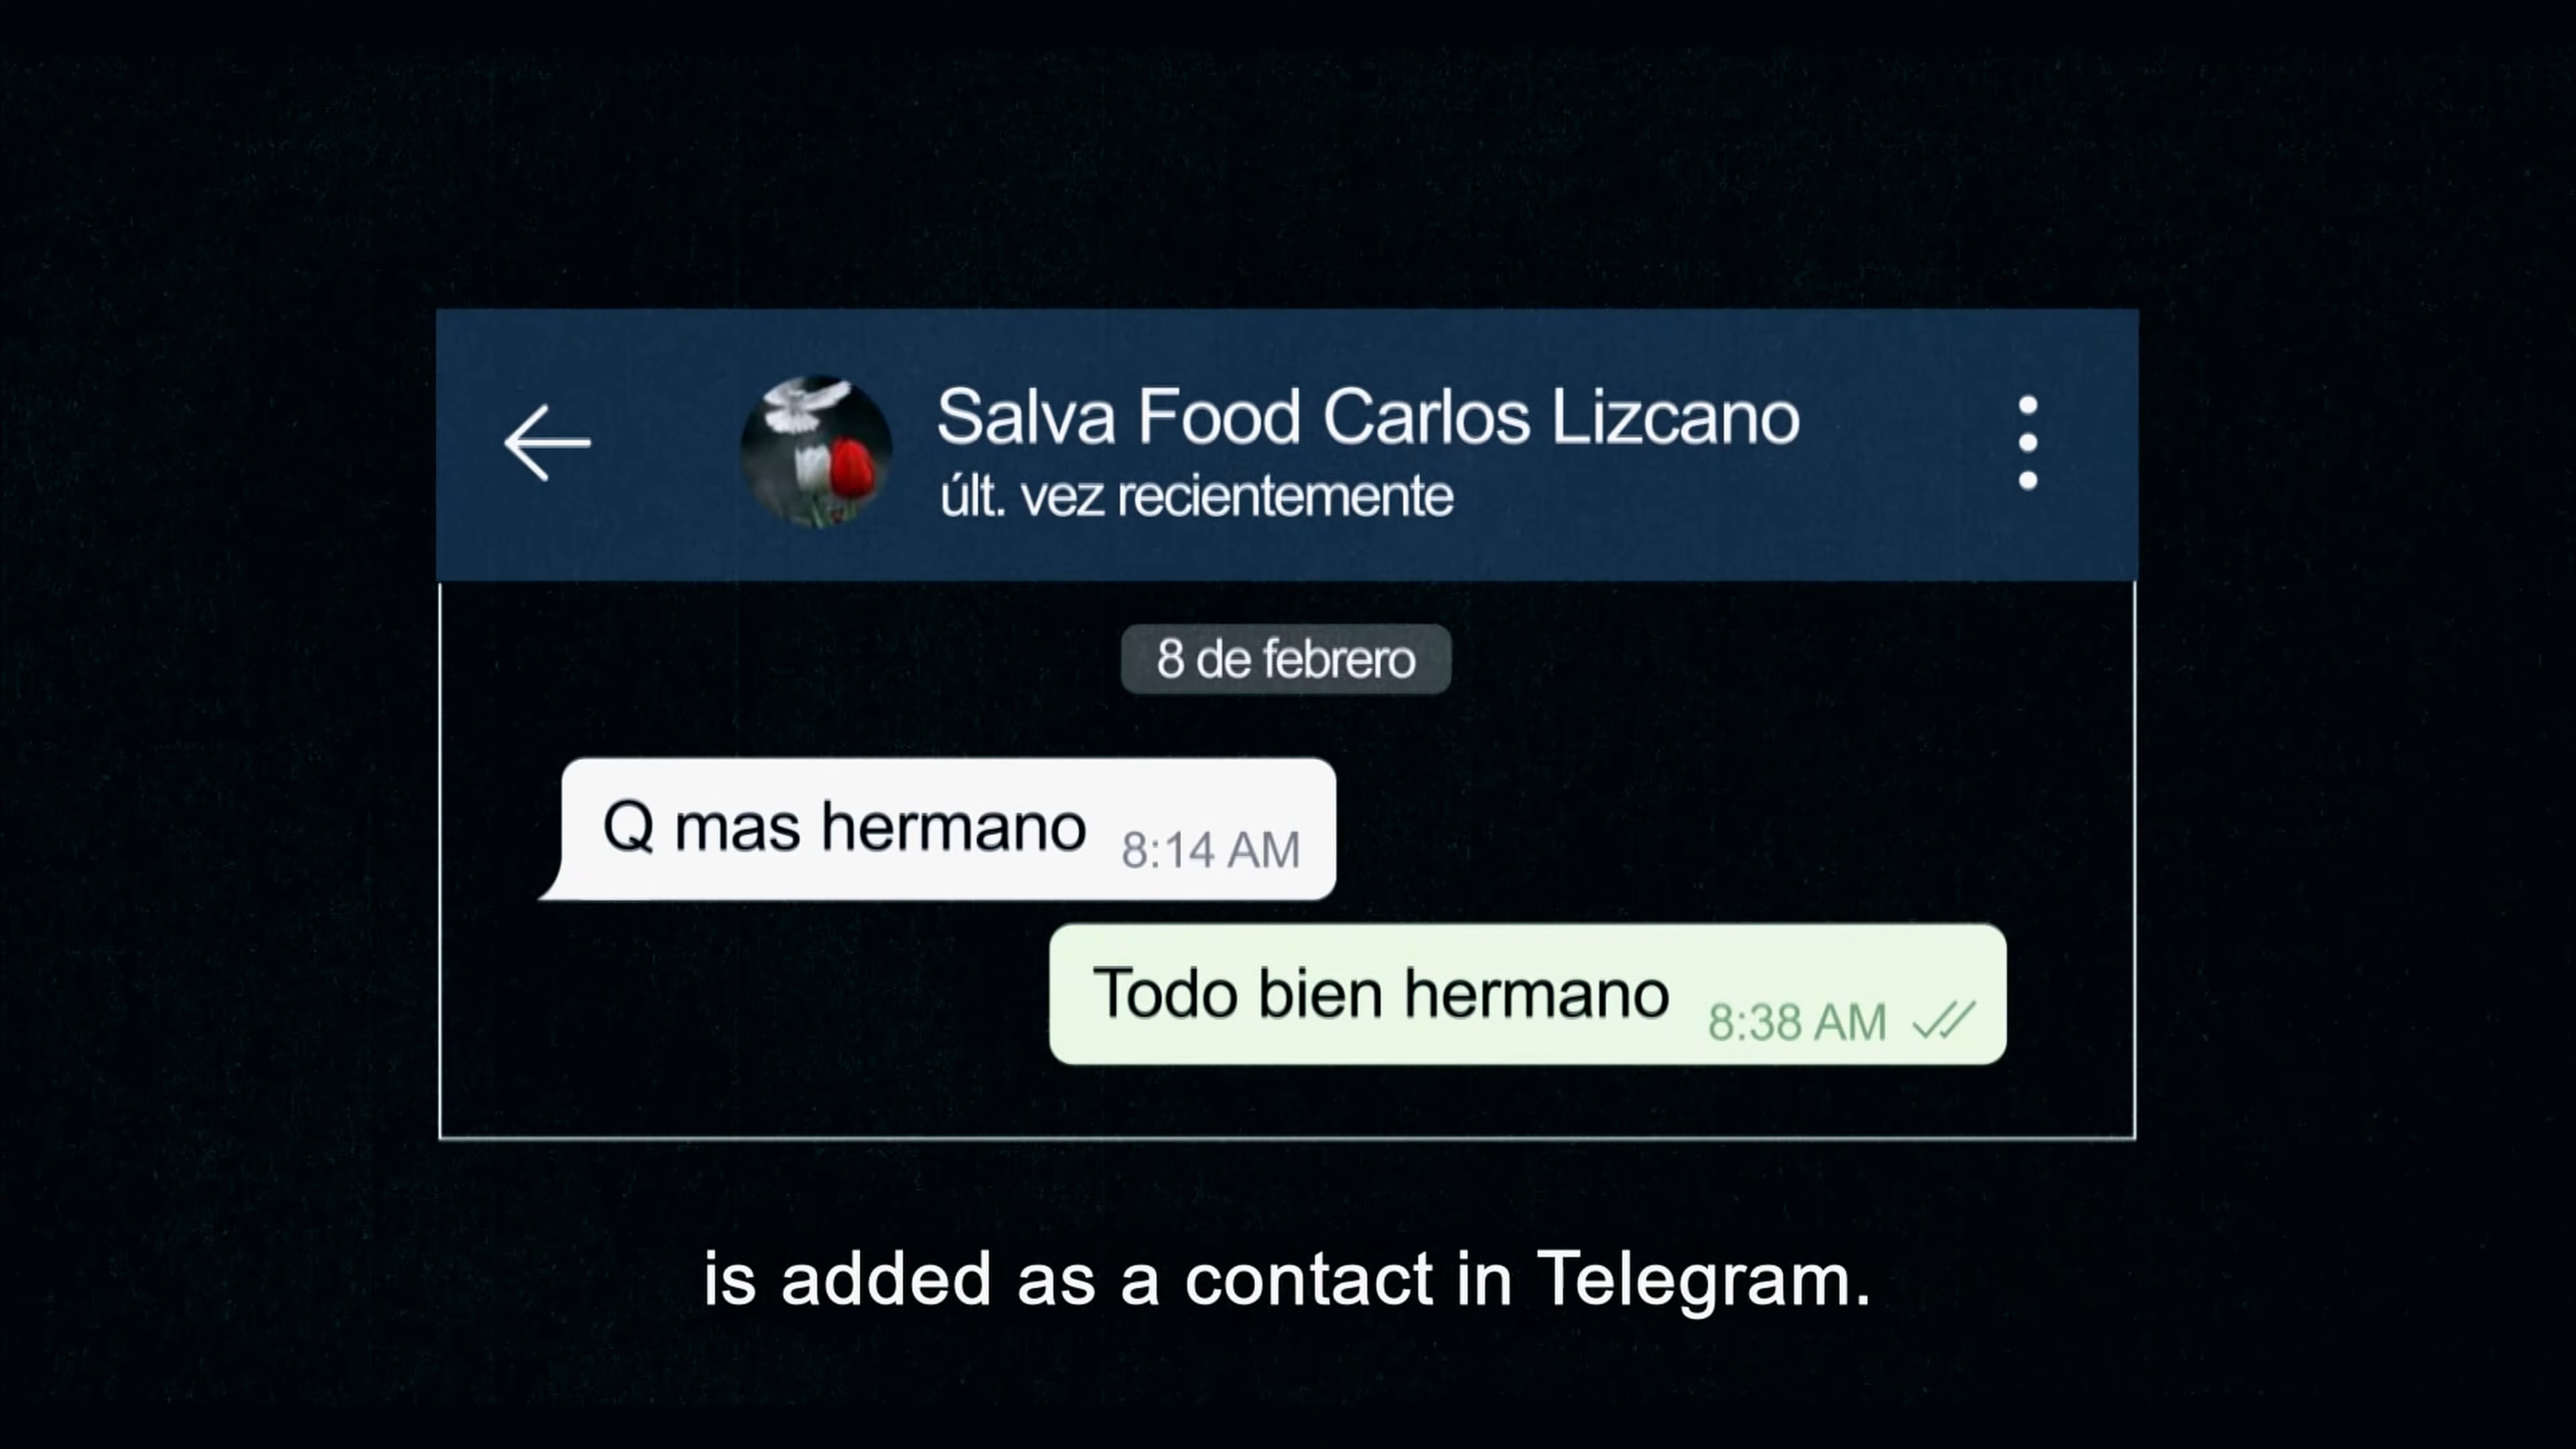 Salva Food Carlos Lizcano
últ. vez recientemente
8 de febrero
Q mas hermano 8:14 AM
Todo bien hermano 8:38 AM
is added as a contact in Telegram.